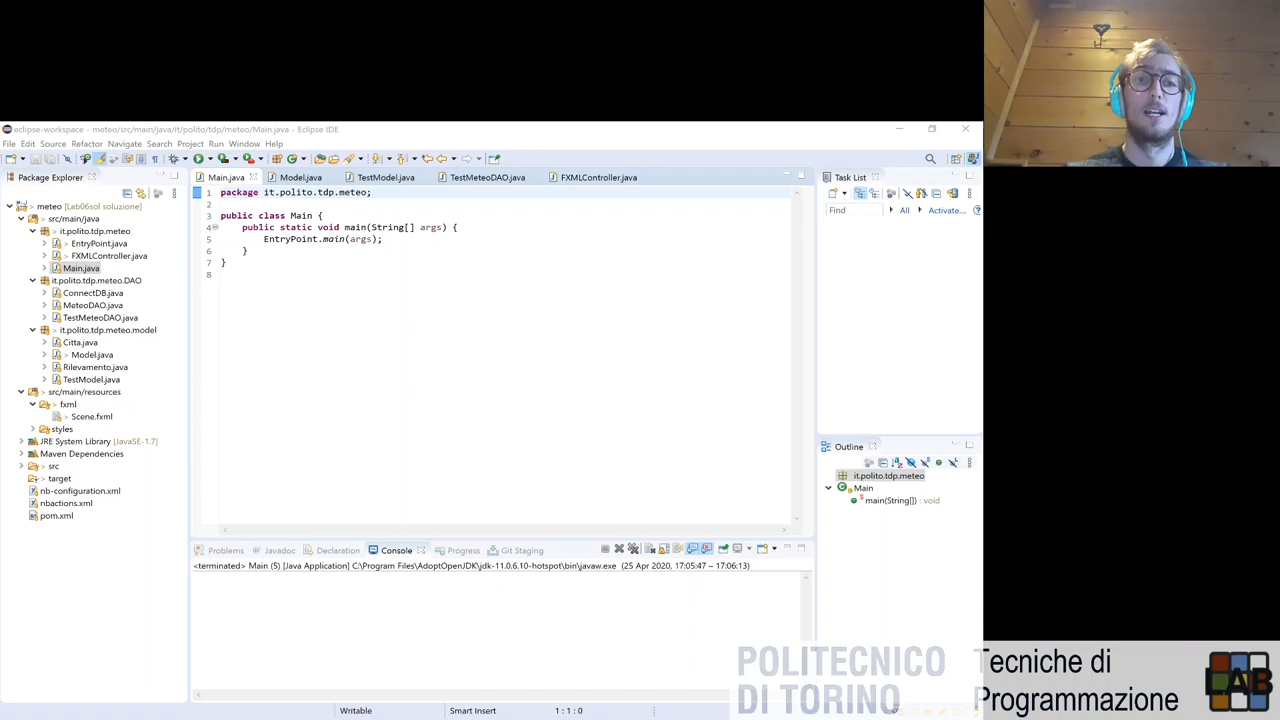 eclipse-workspace - meteo/src/main/java/it/polito/tdp/meteo/Main.java - Eclipse IDE
File Edit Source Refactor Navigate Search Project Run Window Help
Package Explorer
Main.java
Model.java
TestModel.java
TestMeteoDAO.java
FXMLController.java
Task List
meteo [Lab06sol soluzione]
> src/main/java
> it.polito.tdp.meteo
> EntryPoint.java
> FXMLController.java
Main.java
it.polito.tdp.meteo.DAO
ConnectDB.java
MeteoDAO.java
TestMeteoDAO.java
> it.polito.tdp.meteo.model
Citta.java
> Model.java
Rilevamento.java
TestModel.java
> src/main/resources
> fxml
> Scene.fxml
styles
JRE System Library [JavaSE-1.7]
Maven Dependencies
> src
target
nb-configuration.xml
nbactions.xml
pom.xml
1 package it.polito.tdp.meteo;
2
3 public class Main {
4 public static void main(String[] args) {
5 EntryPoint.main(args);
6 }
7 }
8
Find
All
Activate...
Outline
it.polito.tdp.meteo
Main
main(String[]) : void
Problems
Javadoc
Declaration
Console
Progress
Git Staging
<terminated> Main (5) [Java Application] C:\Program Files\AdoptOpenJDK\jdk-11.0.6.10-hotspot\bin\javaw.exe (25 Apr 2020, 17:05:47 – 17:06:13)
Writable
Smart Insert
1 : 1 : 0
POLITECNICO
DI TORINO
Tecniche di
Programmazione
LAB